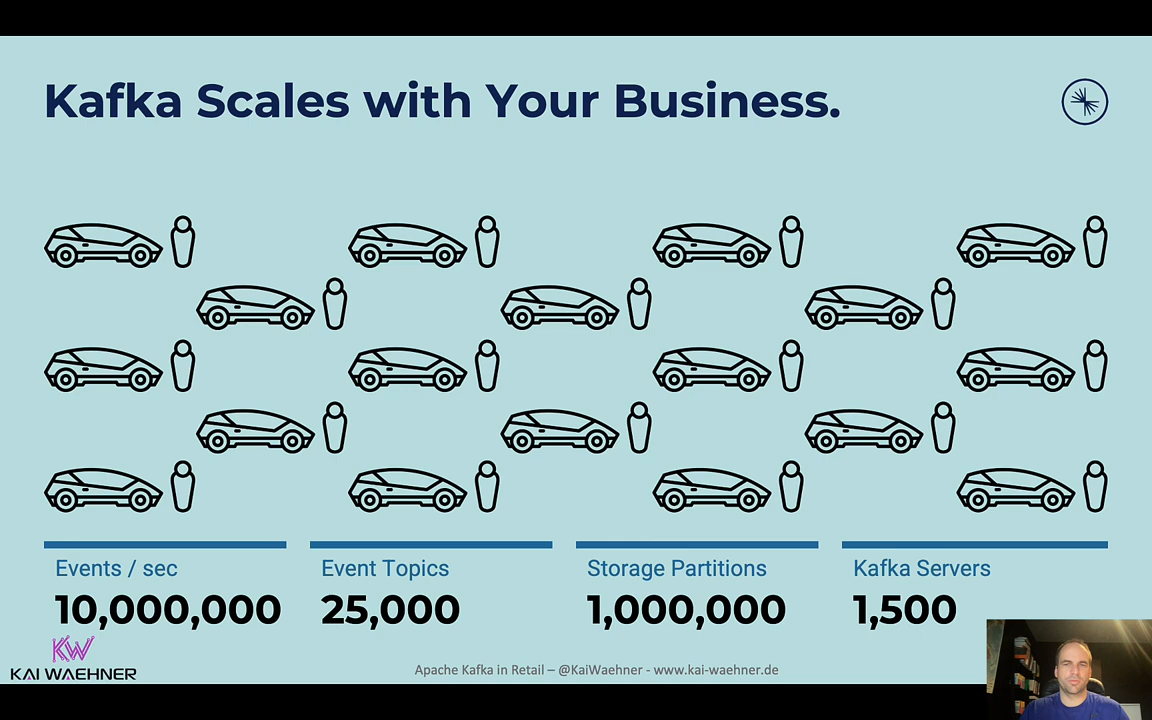 Kafka Scales with Your Business.
Events / sec
10,000,000
Event Topics
25,000
Storage Partitions
1,000,000
Kafka Servers
1,500
KW
KAI WAEHNER
Apache Kafka in Retail – @KaiWaehner - www.kai-waehner.de